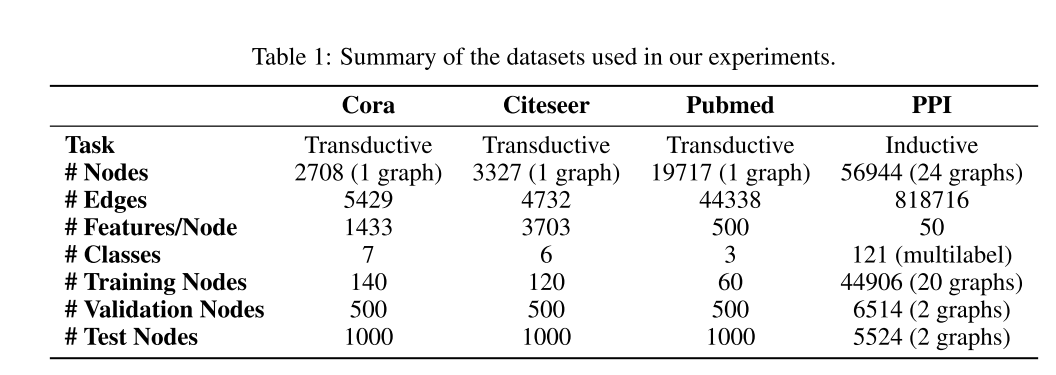 Table 1: Summary of the datasets used in our experiments.
Cora Citeseer Pubmed PPI
Task Transductive Transductive Transductive Inductive
# Nodes 2708 (1 graph) 3327 (1 graph) 19717 (1 graph) 56944 (24 graphs)
# Edges 5429 4732 44338 818716
# Features/Node 1433 3703 500 50
# Classes 7 6 3 121 (multilabel)
# Training Nodes 140 120 60 44906 (20 graphs)
# Validation Nodes 500 500 500 6514 (2 graphs)
# Test Nodes 1000 1000 1000 5524 (2 graphs)